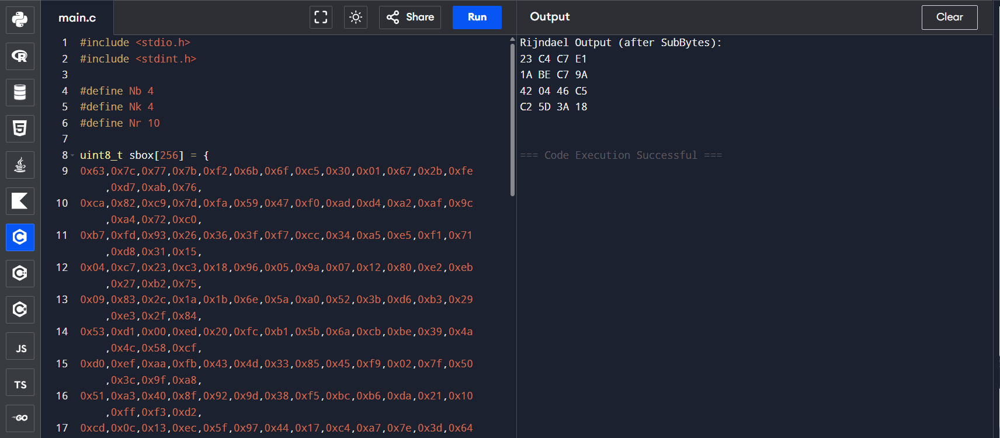 main.c
Share
Run
Output
Clear
1 #include <stdio.h>
2 #include <stdint.h>
3
4 #define Nb 4
5 #define Nk 4
6 #define Nr 10
7
8 uint8_t sbox[256] = {
9 0x63,0x7c,0x77,0x7b,0xf2,0x6b,0x6f,0xc5,0x30,0x01,0x67,0x2b,0xfe
,0xd7,0xab,0x76,
10 0xca,0x82,0xc9,0x7d,0xfa,0x59,0x47,0xf0,0xad,0xd4,0xa2,0xaf,0x9c
,0xa4,0x72,0xc0,
11 0xb7,0xfd,0x93,0x26,0x36,0x3f,0xf7,0xcc,0x34,0xa5,0xe5,0xf1,0x71
,0xd8,0x31,0x15,
12 0x04,0xc7,0x23,0xc3,0x18,0x96,0x05,0x9a,0x07,0x12,0x80,0xe2,0xeb
,0x27,0xb2,0x75,
13 0x09,0x83,0x2c,0x1a,0x1b,0x6e,0x5a,0xa0,0x52,0x3b,0xd6,0xb3,0x29
,0xe3,0x2f,0x84,
14 0x53,0xd1,0x00,0xed,0x20,0xfc,0xb1,0x5b,0x6a,0xcb,0xbe,0x39,0x4a
,0x4c,0x58,0xcf,
15 0xd0,0xef,0xaa,0xfb,0x43,0x4d,0x33,0x85,0x45,0xf9,0x02,0x7f,0x50
,0x3c,0x9f,0xa8,
16 0x51,0xa3,0x40,0x8f,0x92,0x9d,0x38,0xf5,0xbc,0xb6,0xda,0x21,0x10
,0xff,0xf3,0xd2,
17 0xcd,0x0c,0x13,0xec,0x5f,0x97,0x44,0x17,0xc4,0xa7,0x7e,0x3d,0x64
Rijndael Output (after SubBytes):
23 C4 C7 E1
1A BE C7 9A
42 04 46 C5
C2 5D 3A 18
=== Code Execution Successful ===
R
5
C
C++
C#
JS
TS
GO